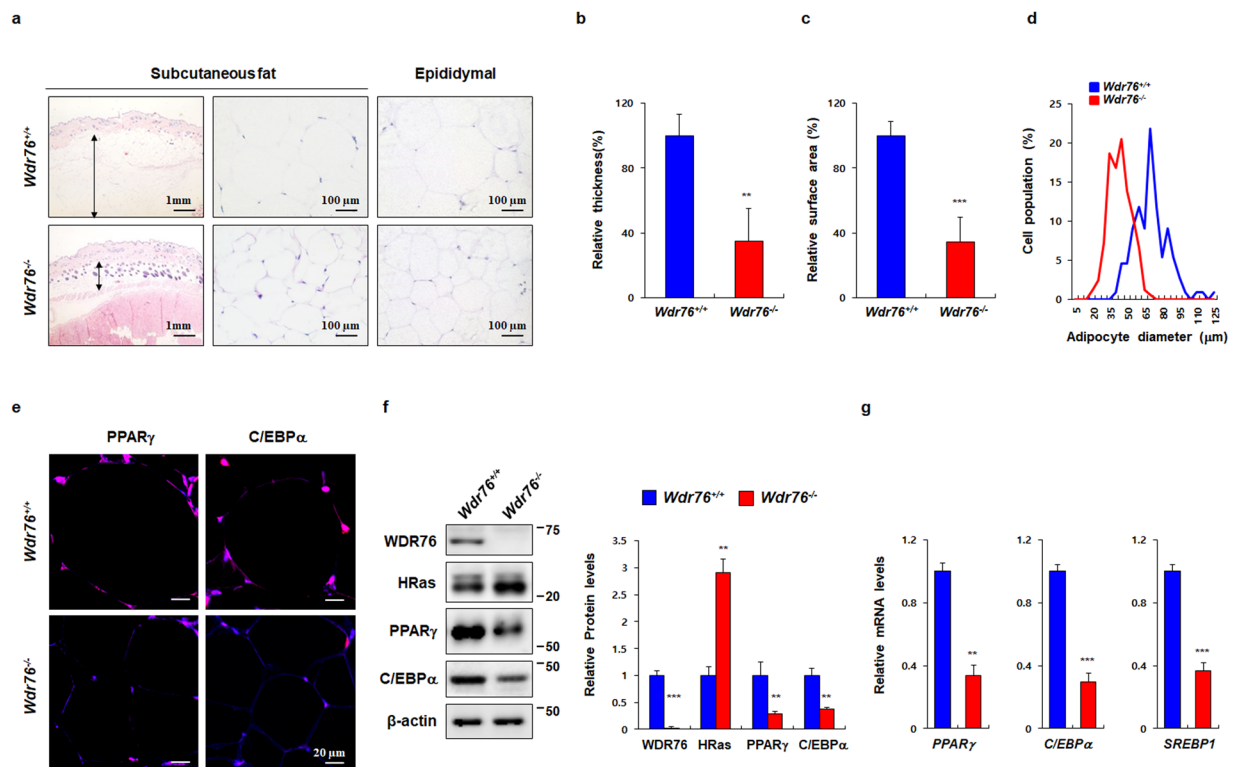 a
Subcutaneous fat
Epididymal
Wdr76+/+
1mm
100 µm
100 µm
Wdr76-/-
1mm
100 µm
100 µm
b
Relative thickness(%)
120
80
40
0
**
Wdr76+/+
Wdr76-/-
c
Relative surface area (%)
120
80
40
0
***
Wdr76+/+
Wdr76-/-
d
Wdr76+/+
Wdr76-/-
Cell population (%)
25
20
15
10
5
0
5 20 35 50 65 80 95 110 125
Adipocyte diameter (µm)
e
PPARγ
C/EBPα
Wdr76+/+
Wdr76-/-
20 µm
f
Wdr76+/+
Wdr76-/-
WDR76
75
HRas
20
PPARγ
50
C/EBPα
50
β-actin
50
Wdr76+/+
Wdr76-/-
Relative Protein levels
3.5
3
2.5
2
1.5
1
0.5
0
***
**
**
**
WDR76
HRas
PPARγ
C/EBPα
g
Relative mRNA levels
1.2
0.8
0.4
0
**
PPARγ
1.2
0.8
0.4
0
***
C/EBPα
1.2
0.8
0.4
0
***
SREBP1